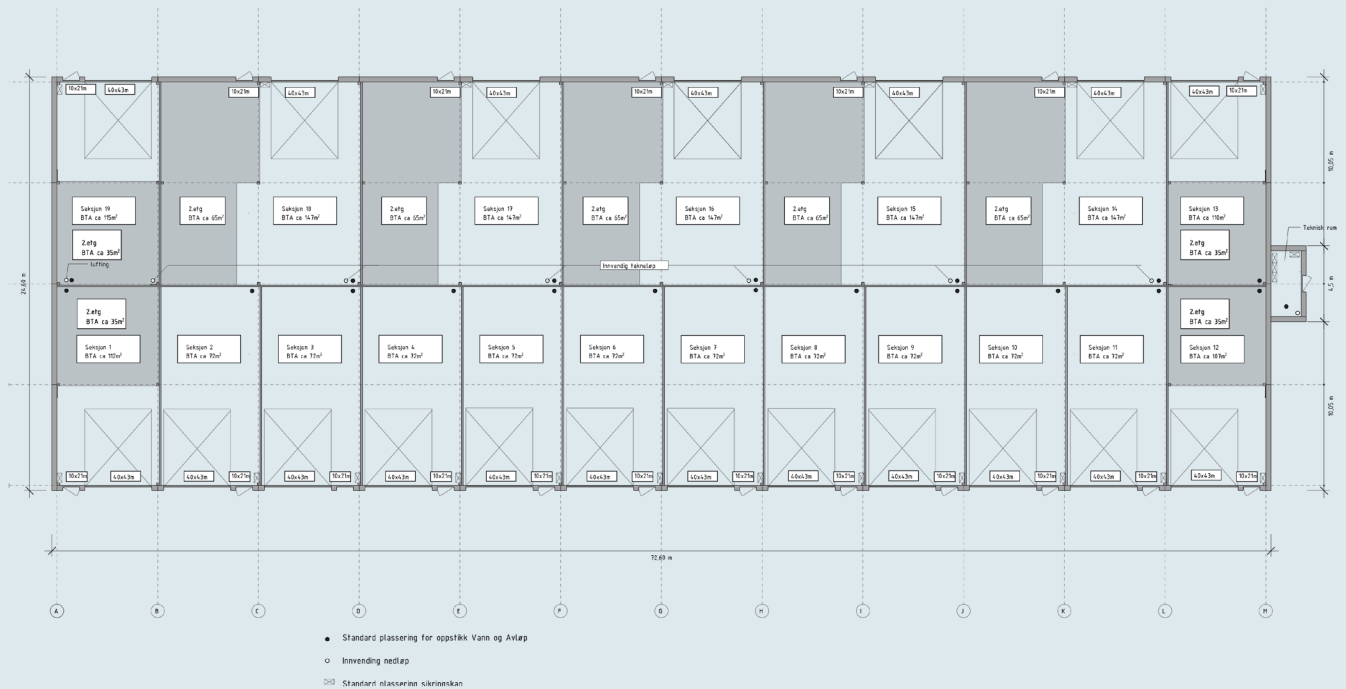 10x21m 40x43m 10x21m 40x43m 10x21m 40x43m 10x21m 40x43m 10x21m 40x43m 10x21m 40x43m 40x43m 10x21m
10,05 m
Seksjon 19
BTA ca 115m²
2.etg
BTA ca 65m²
Seksjon 18
BTA ca 147m²
2.etg
BTA ca 65m²
Seksjon 17
BTA ca 147m²
2.etg
BTA ca 65m²
Seksjon 16
BTA ca 147m²
2.etg
BTA ca 65m²
Seksjon 15
BTA ca 147m²
2.etg
BTA ca 65m²
Seksjon 14
BTA ca 147m²
Seksjon 13
BTA ca 110m²
2.etg
BTA ca 35m²
2.etg
BTA ca 35m²
Teknisk rum
lufting
Innvendig takneløp
24,60 m
4,5 m
2.etg
BTA ca 35m²
2.etg
BTA ca 35m²
Seksjon 1
BTA ca 112m²
Seksjon 2
BTA ca 72m²
Seksjon 3
BTA ca 72m²
Seksjon 4
BTA ca 72m²
Seksjon 5
BTA ca 72m²
Seksjon 6
BTA ca 72m²
Seksjon 7
BTA ca 72m²
Seksjon 8
BTA ca 72m²
Seksjon 9
BTA ca 72m²
Seksjon 10
BTA ca 72m²
Seksjon 11
BTA ca 72m²
Seksjon 12
BTA ca 107m²
10,05 m
10x21m 40x43m 40x43m 10x21m 40x43m 10x21m 40x43m 10x21m 40x43m 10x21m 40x43m 10x21m 40x43m 10x21m 40x43m 10x21m 40x43m 10x21m 40x43m 10x21m 40x43m 10x21m 40x43m 10x21m
72,60 m
A B C D E F G H I J K L M
Standard plassering for oppstikk Vann og Avløp
Innvending nedløp
Standard plassering sikringskap